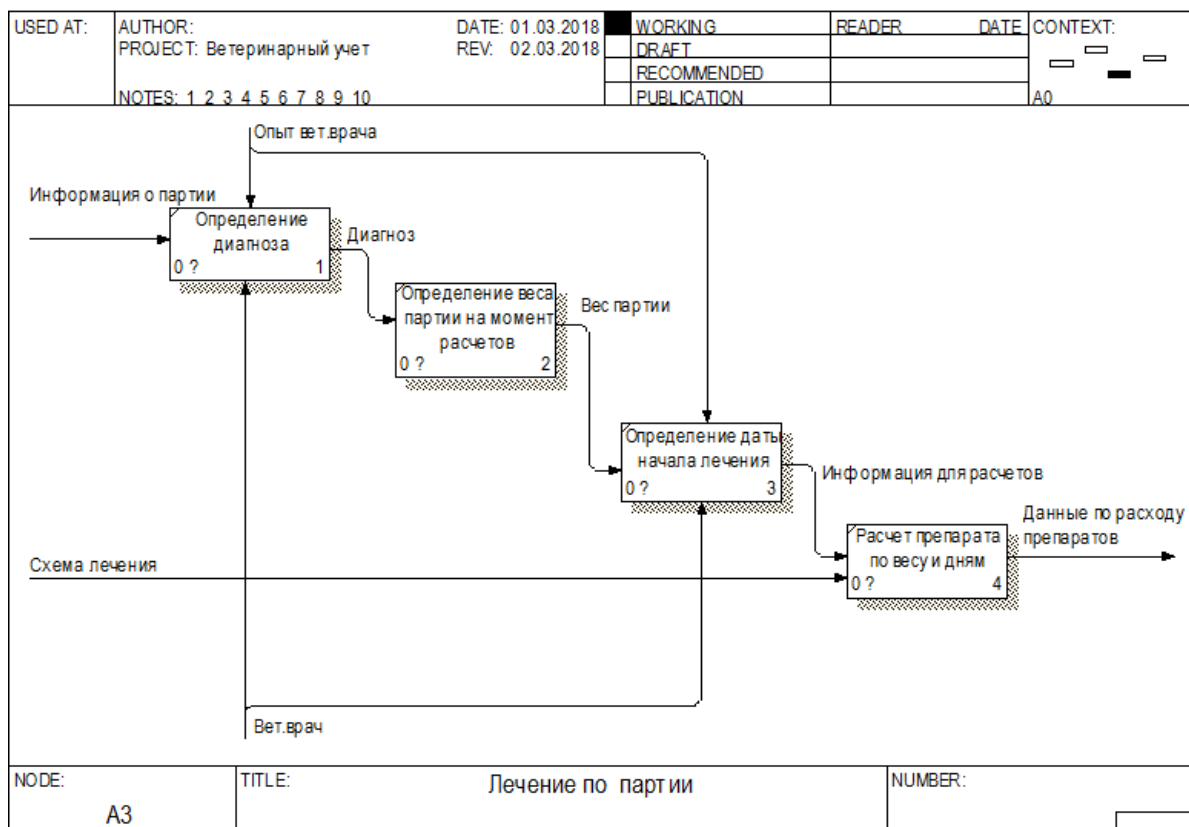 USED AT:
AUTHOR:
DATE: 01.03.2018
PROJECT: Ветеринарный учет
REV: 02.03.2018
NOTES: 1 2 3 4 5 6 7 8 9 10
WORKING
DRAFT
RECOMMENDED
PUBLICATION
READER
DATE
CONTEXT:
A0
Опыт вет.врача
Информация о партии
Определение
диагноза
0 ?
1
Диагноз
Определение веса
партии на момент
расчетов
0 ?
2
Вес партии
Определение даты
начала лечения
0 ?
3
Информация для расчетов
Данные по расходу
препаратов
Расчет препарата
по весу и дням
0 ?
4
Схема лечения
Вет.врач
NODE:
A3
TITLE:
Лечение по партии
NUMBER: